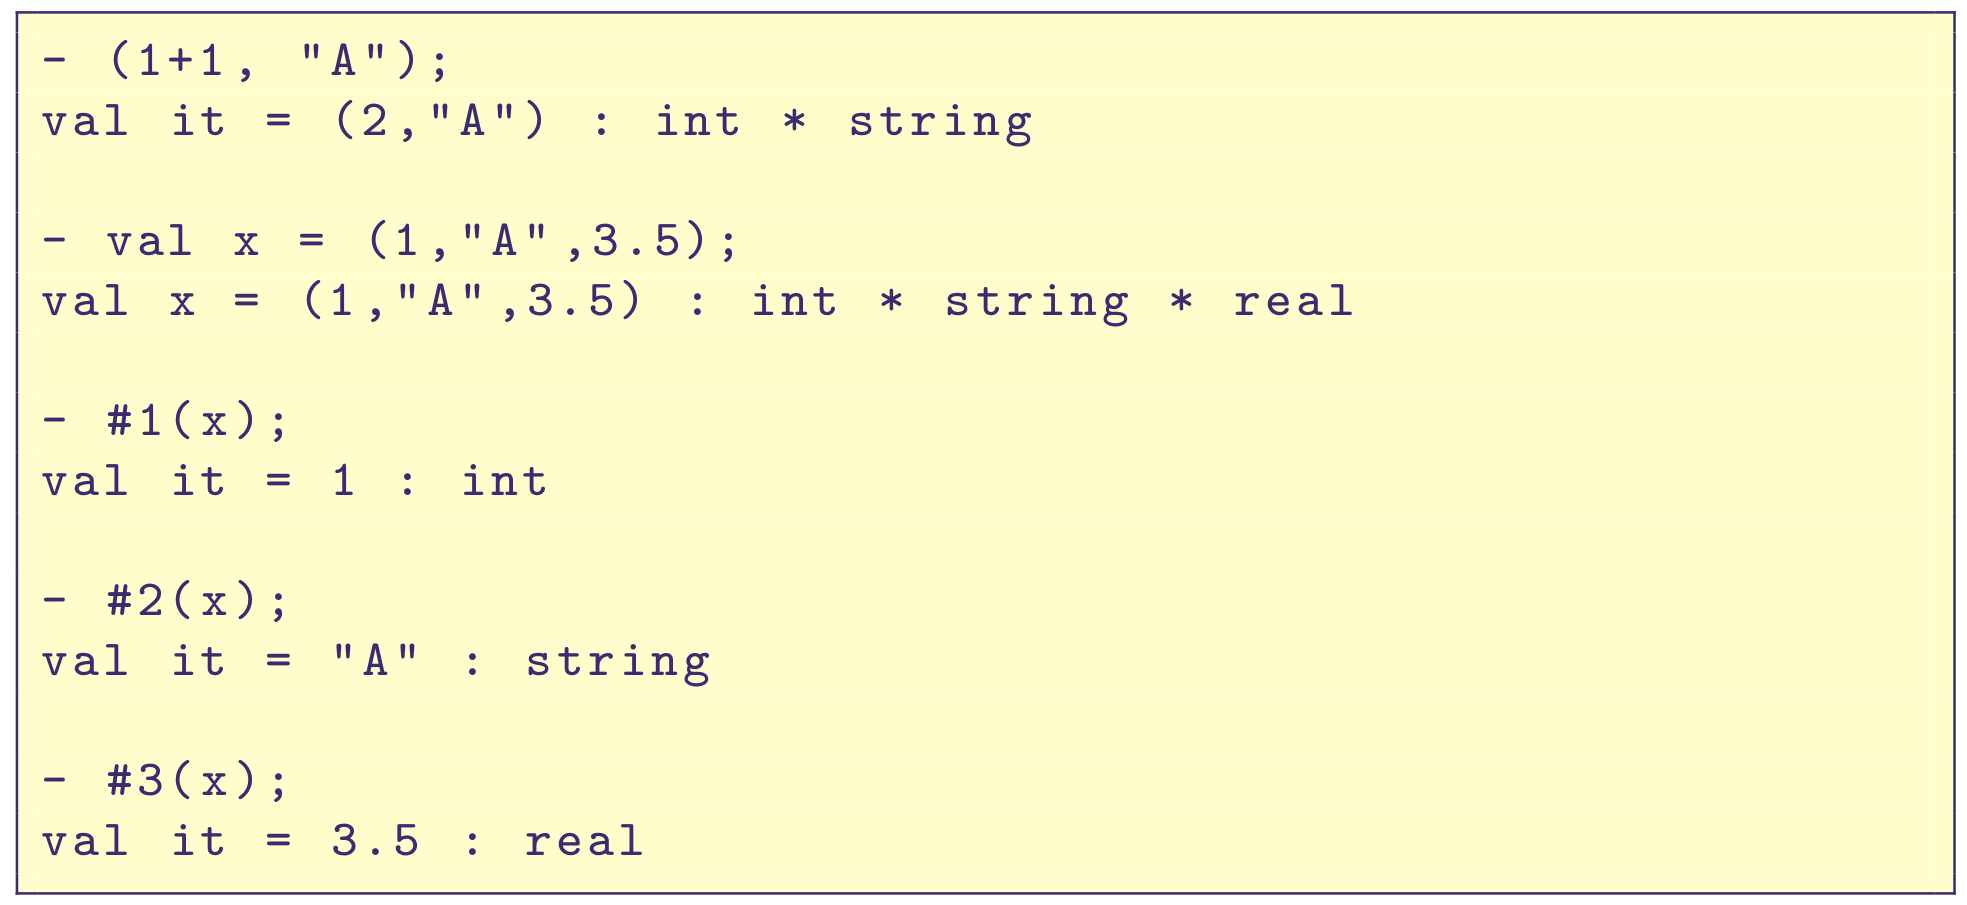 - (1+1, "A");
val it = (2,"A") : int * string
- val x = (1,"A",3.5);
val x = (1,"A",3.5) : int * string * real
- #1(x);
val it = 1 : int
- #2(x);
val it = "A" : string
- #3(x);
val it = 3.5 : real